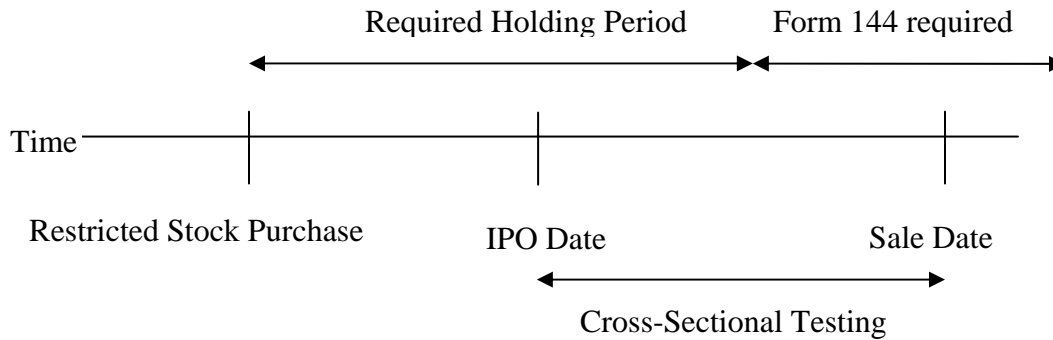 Required Holding Period
Form 144 required
Time
Restricted Stock Purchase
IPO Date
Sale Date
Cross-Sectional Testing